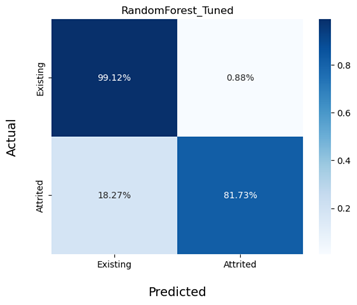 RandomForest_Tuned
Actual
Existing
99.12%
0.88%
Attrited
18.27%
81.73%
Existing
Attrited
Predicted
0.8
0.6
0.4
0.2